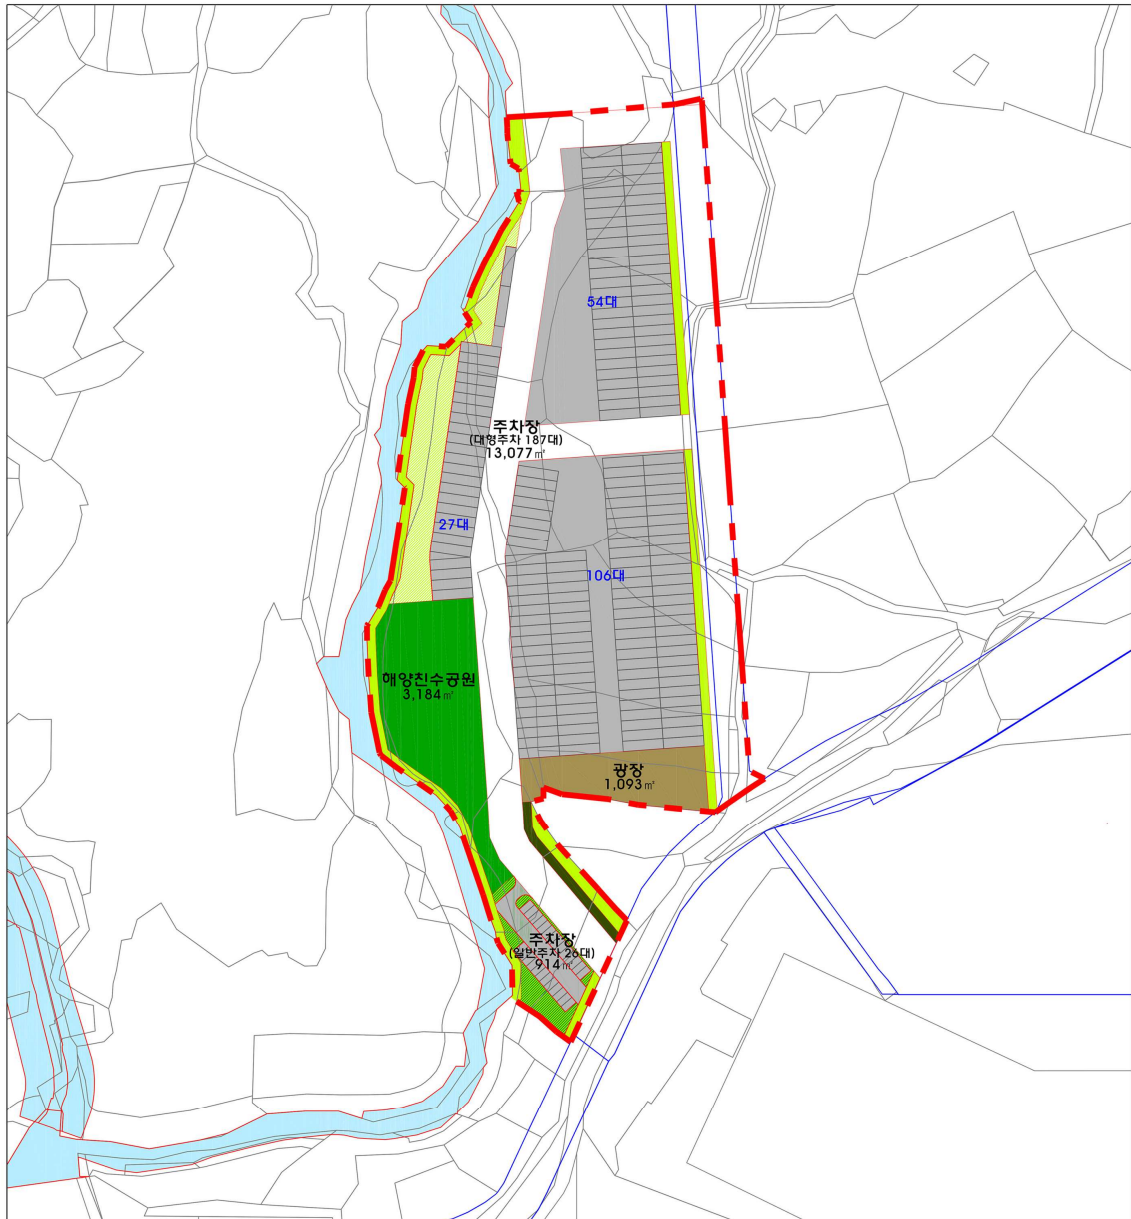 54대
주차장
(대형주차 187대)
13,077㎡
27대
106대
해양친수공원
3,184㎡
광장
1,093㎡
주차장
(일반주차 26대)
914㎡